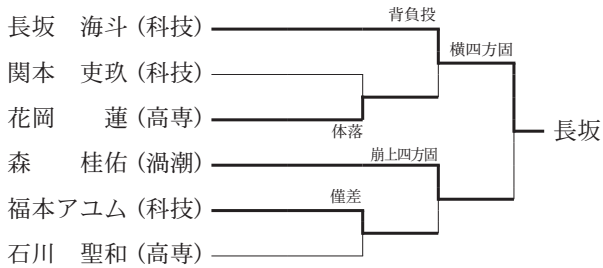 長坂　海斗 (科技)
背負投
横四方固
関本　吏玖 (科技)
花岡　　蓮 (高専)
体落
長坂
森　　桂佑 (渦潮)
崩上四方固
福本アユム (科技)
僅差
石川　聖和 (高専)